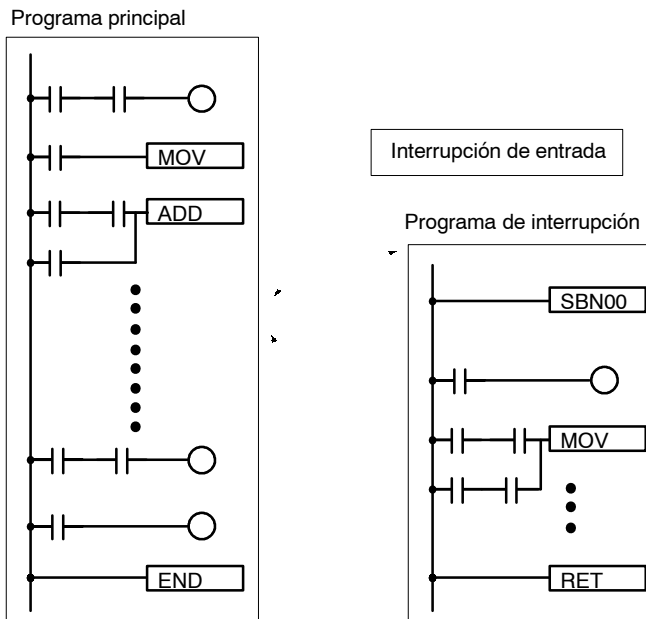 Programa principal
MOV
ADD
END
Interrupción de entrada
Programa de interrupción
SBN00
MOV
RET